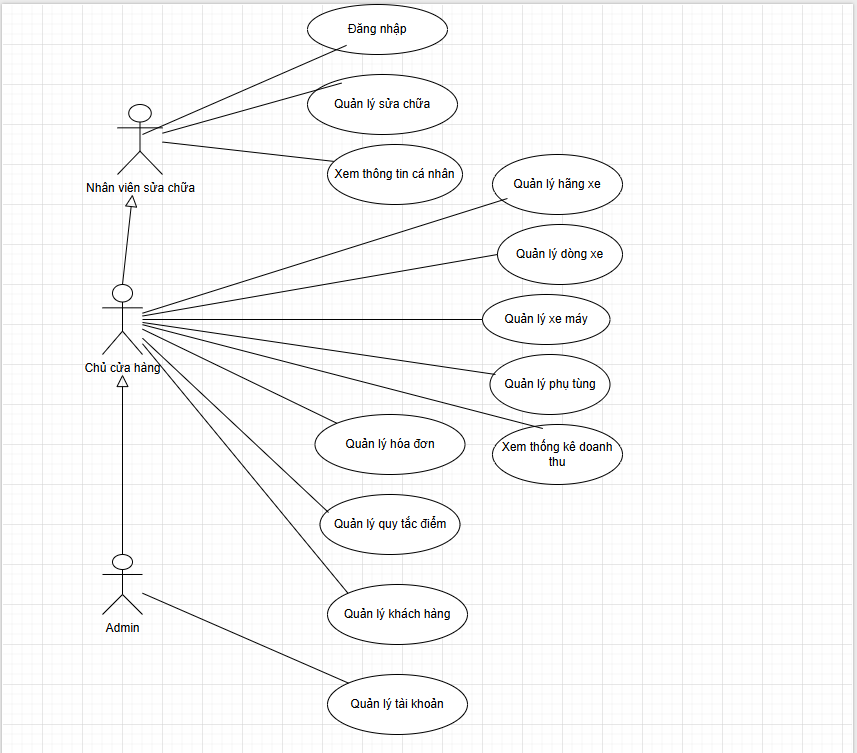 Đăng nhập
Quản lý sửa chữa
Xem thông tin cá nhân
Nhân viên sửa chữa
Quản lý hãng xe
Quản lý dòng xe
Quản lý xe máy
Chủ cửa hàng
Quản lý phụ tùng
Quản lý hóa đơn
Xem thống kê doanh
thu
Quản lý quy tắc điểm
Quản lý khách hàng
Admin
Quản lý tài khoản